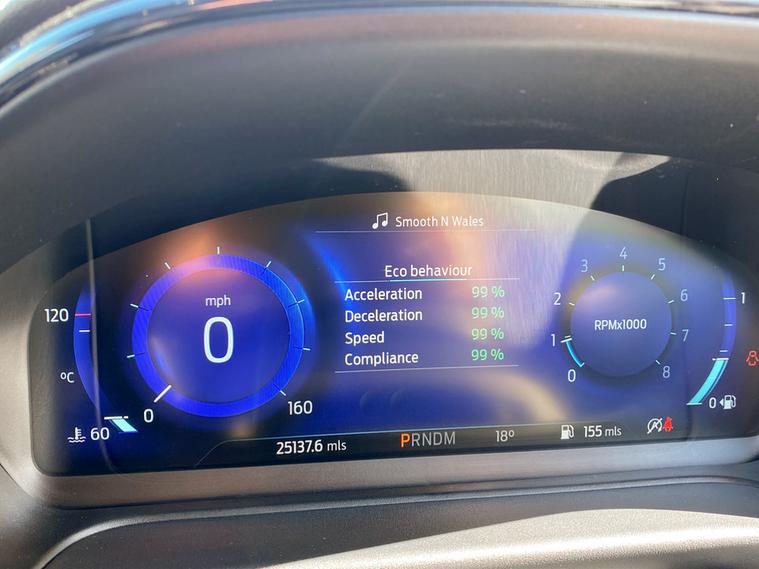 Smooth N Wales
Eco behaviour
Acceleration 99 %
Deceleration 99 %
Speed 99 %
Compliance 99 %
120
°C
60
mph
0
0
160
0
1
2
3
4
5
6
7
8
RPMx1000
1
0
25137.6 mls
PRNDM
18°
155 mls